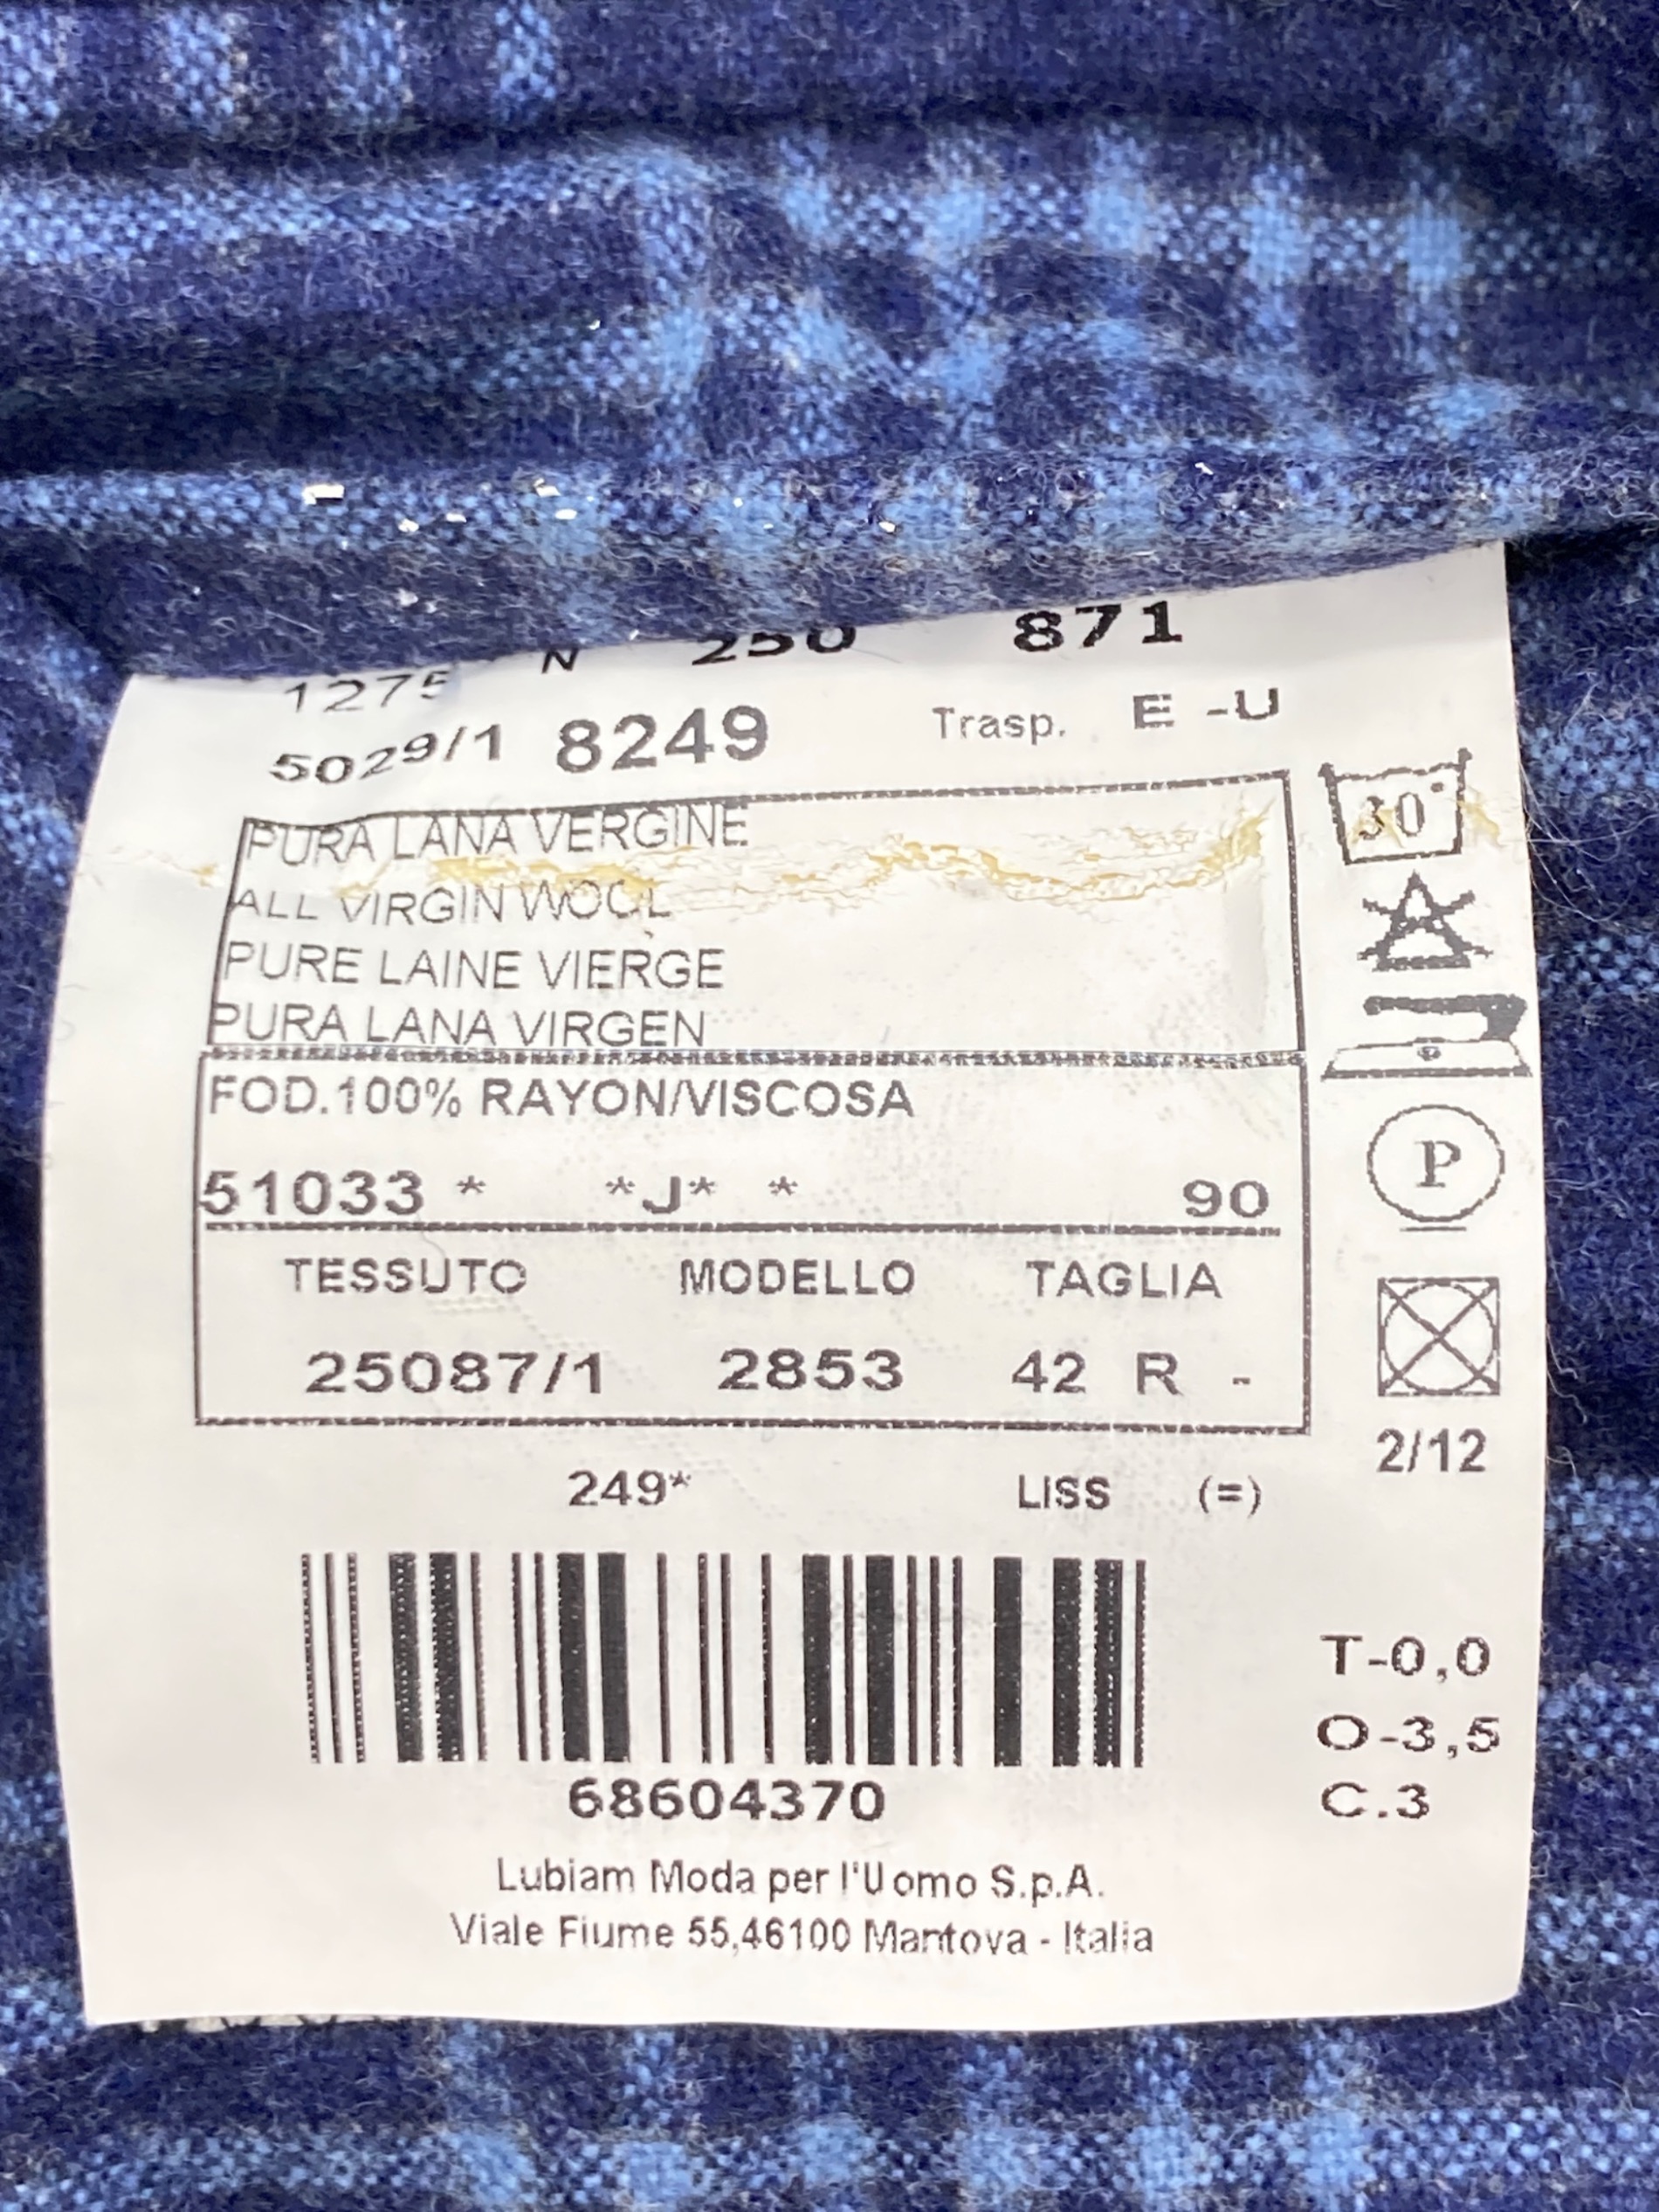 1275 N 250 871
5029/1 8249 Trasp. E -U
PURA LANA VERGINE
ALL VIRGIN WOOL
PURE LAINE VIERGE
PURA LANA VIRGEN
30°
FOD.100% RAYON/VISCOSA
P
51033 * *J* * 90
TESSUTO MODELLO TAGLIA
25087/1 2853 42 R -
2/12
249* LISS (=)
68604370
T-0,0
O-3,5
C.3
Lubiam Moda per l'Uomo S.p.A.
Viale Fiume 55,46100 Mantova - Italia